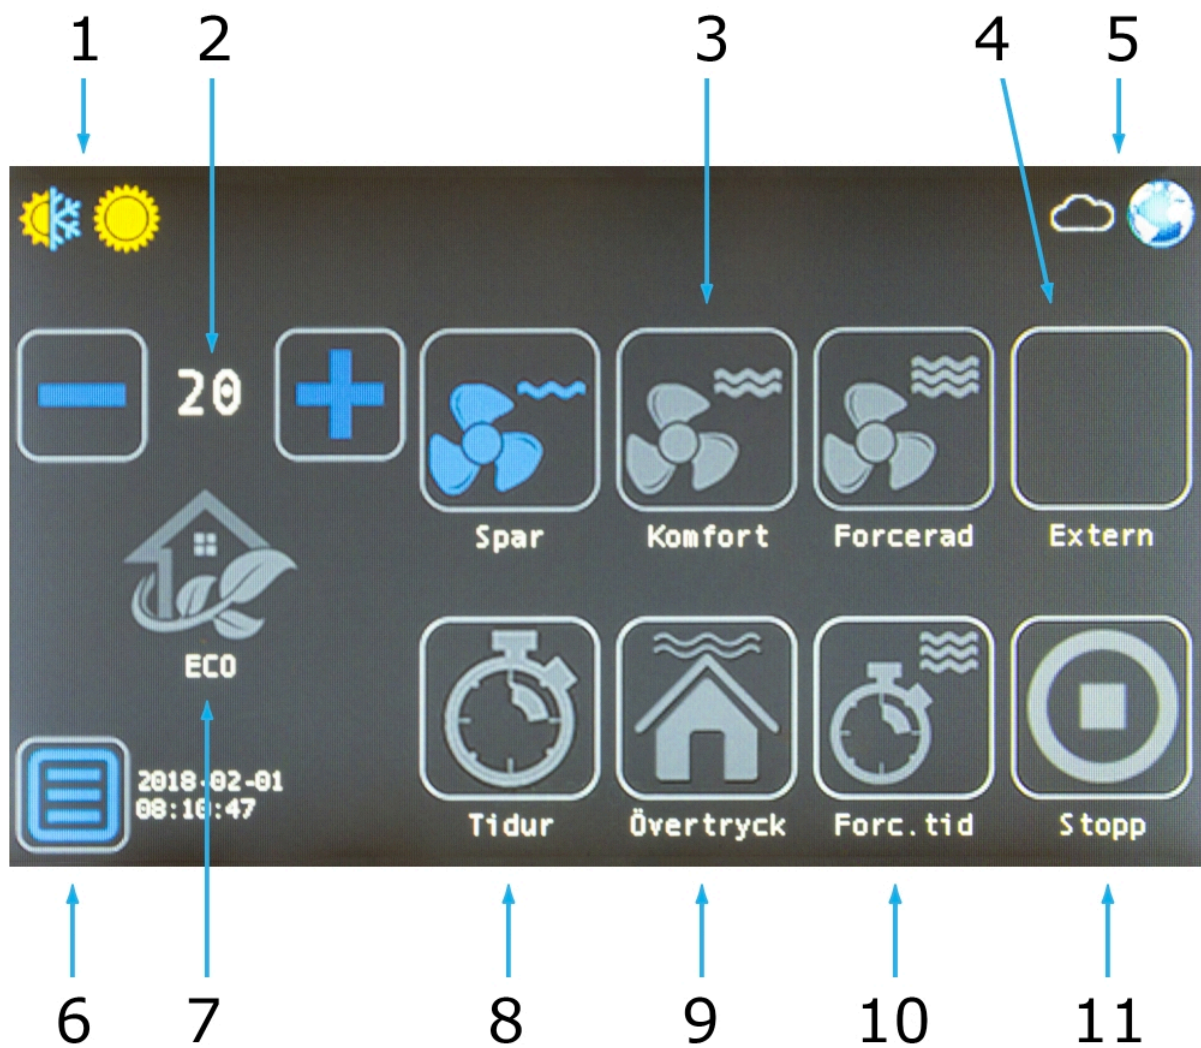 1 2 3 4 5
20
Spar Komfort Forcerad Extern
ECO
2018-02-01
08:10:47
Tidur Övertryck Forc.tid Stopp
6 7 8 9 10 11